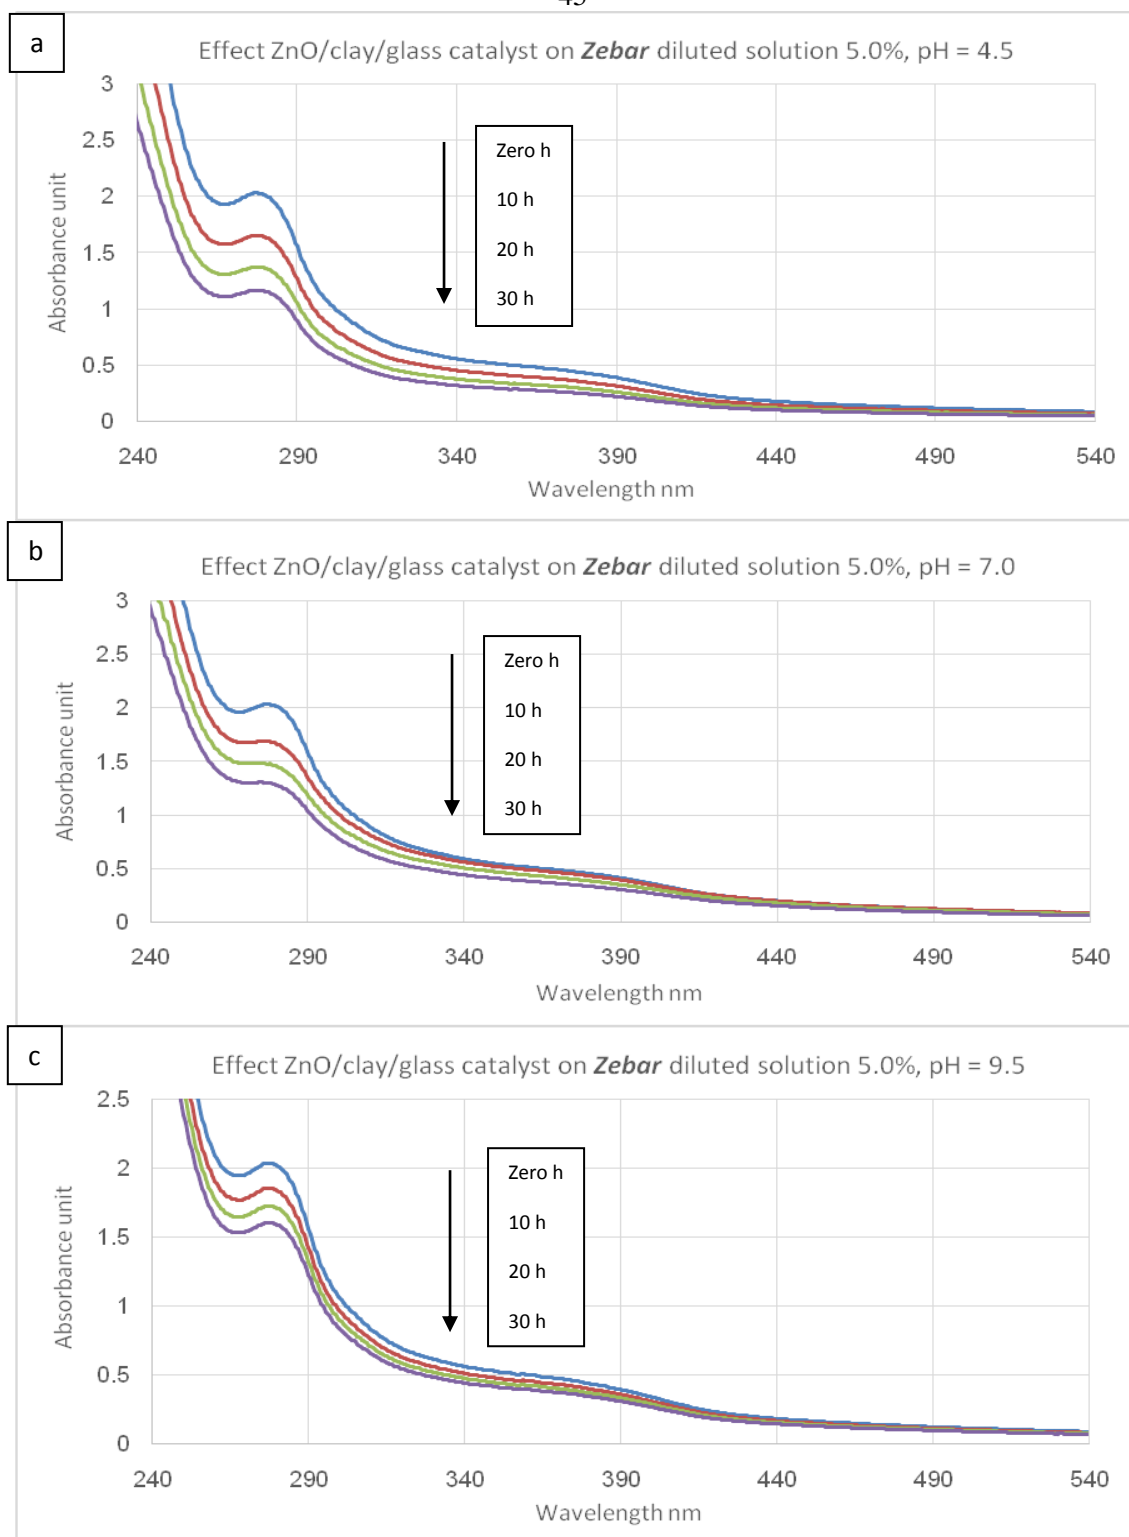 a
Effect ZnO/clay/glass catalyst on Zebar diluted solution 5.0%, pH = 4.5
3
2.5
2
1.5
1
0.5
0
Absorbance unit
Zero h
10 h
20 h
30 h
240 290 340 390 440 490 540
Wavelength nm
b
Effect ZnO/clay/glass catalyst on Zebar diluted solution 5.0%, pH = 7.0
3
2.5
2
1.5
1
0.5
0
Absorbance unit
Zero h
10 h
20 h
30 h
240 290 340 390 440 490 540
Wavelength nm
c
Effect ZnO/clay/glass catalyst on Zebar diluted solution 5.0%, pH = 9.5
2.5
2
1.5
1
0.5
0
Absorbance unit
Zero h
10 h
20 h
30 h
240 290 340 390 440 490 540
Wavelength nm